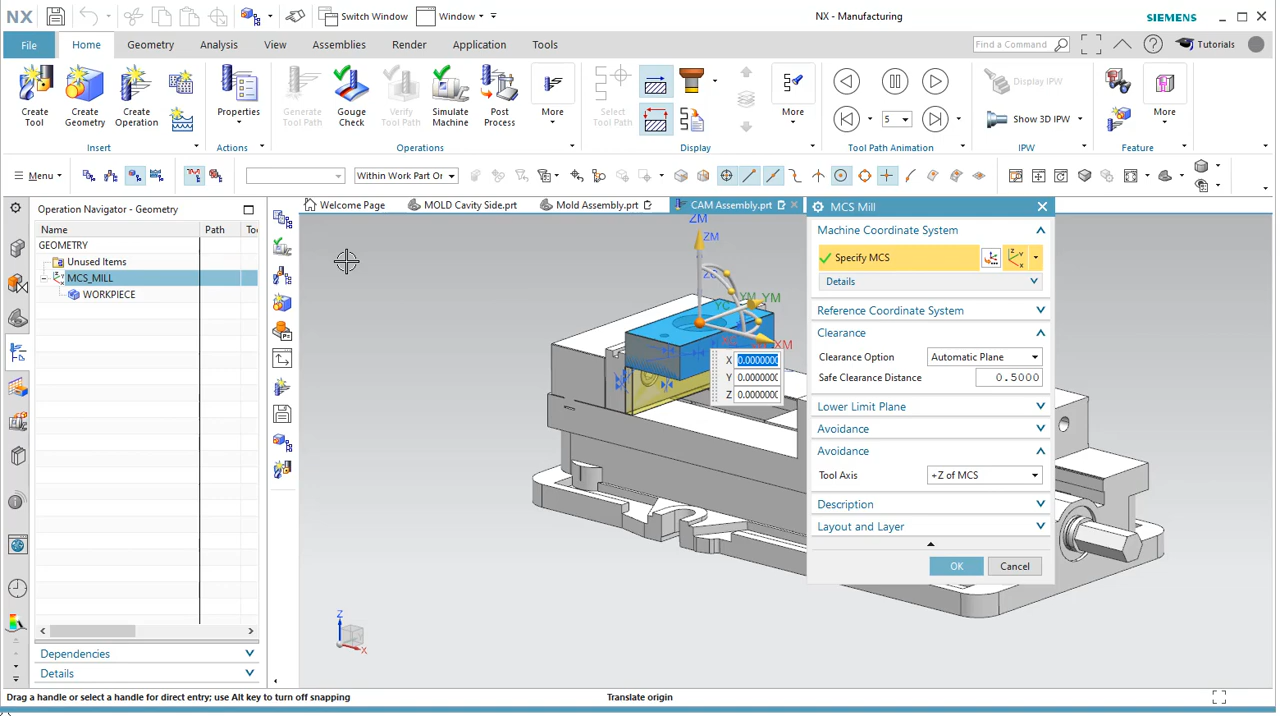 NX
Switch Window
Window
NX - Manufacturing
SIEMENS
File
Home
Geometry
Analysis
View
Assemblies
Render
Application
Tools
Find a Command
Tutorials
Create Tool
Create Geometry
Create Operation
Properties
Generate Tool Path
Gouge Check
Verify Tool Path
Simulate Machine
Post Process
More
Select Tool Path
More
5
Display IPW
Show 3D IPW
More
Insert
Actions
Operations
Display
Tool Path Animation
IPW
Feature
Menu
Within Work Part Or
Operation Navigator - Geometry
Welcome Page
MOLD Cavity Side.prt
Mold Assembly.prt
CAM Assembly.prt
Name
Path
GEOMETRY
Unused Items
MCS_MILL
WORKPIECE
Dependencies
Details
ZM
ZM
YC
YM
YM
XM
X 0.0000000
Y 0.0000000
Z 0.0000000
MCS Mill
Machine Coordinate System
Specify MCS
Details
Reference Coordinate System
Clearance
Clearance Option
Automatic Plane
Safe Clearance Distance
0.5000
Lower Limit Plane
Avoidance
Avoidance
Tool Axis
+Z of MCS
Description
Layout and Layer
OK
Cancel
Z
X
Drag a handle or select a handle for direct entry; use Alt key to turn off snapping
Translate origin